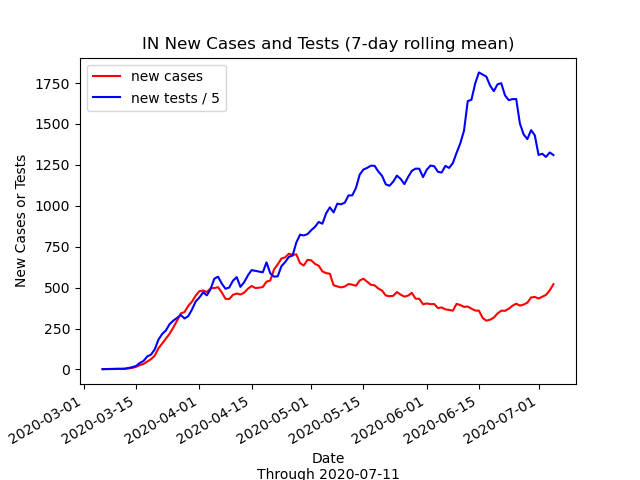 IN New Cases and Tests (7-day rolling mean)
new cases
new tests / 5
New Cases or Tests
1750
1500
1250
1000
750
500
250
0
2020-03-01
2020-03-15
2020-04-01
2020-04-15
2020-05-01
2020-05-15
2020-06-01
2020-06-15
2020-07-01
Date
Through 2020-07-11